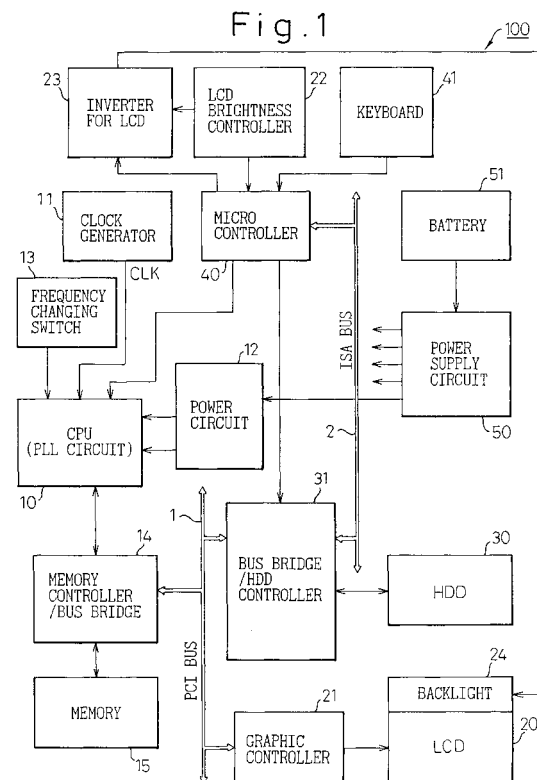 Fig.1
100
23
INVERTER
FOR LCD
LCD
BRIGHTNESS
CONTROLLER
22
KEYBOARD
41
11
CLOCK
GENERATOR
CLK
MICRO
CONTROLLER
40
51
BATTERY
13
FREQUENCY
CHANGING
SWITCH
ISA BUS
2
POWER
SUPPLY
CIRCUIT
50
12
POWER
CIRCUIT
CPU
(PLL CIRCUIT)
10
1
31
14
MEMORY
CONTROLLER
/BUS BRIDGE
BUS BRIDGE
/HDD
CONTROLLER
30
HDD
PCI BUS
MEMORY
15
21
GRAPHIC
CONTROLLER
24
BACKLIGHT
LCD
20